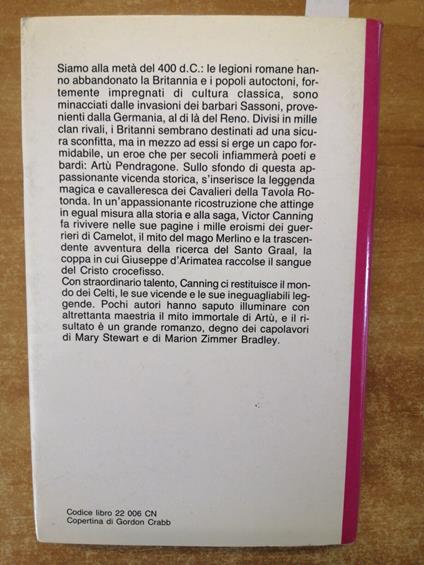 Siamo alla metà del 400 d.C.: le legioni romane han-
no abbandonato la Britannia e i popoli autoctoni, for-
temente impregnati di cultura classica, sono
minacciati dalle invasioni dei barbari Sassoni, prove-
nienti dalla Germania, al di là del Reno. Divisi in mille
clan rivali, i Britanni sembrano destinati ad una sicu-
ra sconfitta, ma in mezzo ad essi si erge un capo for-
midabile, un eroe che per secoli infiammerà poeti e
bardi: Artù Pendragone. Sullo sfondo di questa ap-
passionante vicenda storica, s'inserisce la leggenda
magica e cavalleresca dei Cavalieri della Tavola Ro-
tonda. In un'appassionante ricostruzione che attinge
in egual misura alla storia e alla saga, Victor Canning
fa rivivere nelle sue pagine i mille eroismi dei guer-
rieri di Camelot, il mito del mago Merlino e la trascen-
dente avventura della ricerca del Santo Graal, la
coppa in cui Giuseppe d'Arimatea raccolse il sangue
del Cristo crocefisso.
Con straordinario talento, Canning ci restituisce il mon-
do dei Celti, le sue vicende e le sue ineguagliabili leg-
gende. Pochi autori hanno saputo illuminare con
altrettanta maestria il mito immortale di Artù, e il ri-
sultato è un grande romanzo, degno dei capolavori
di Mary Stewart e di Marion Zimmer Bradley.
Codice libro 22 006 CN
Copertina di Gordon Crabb